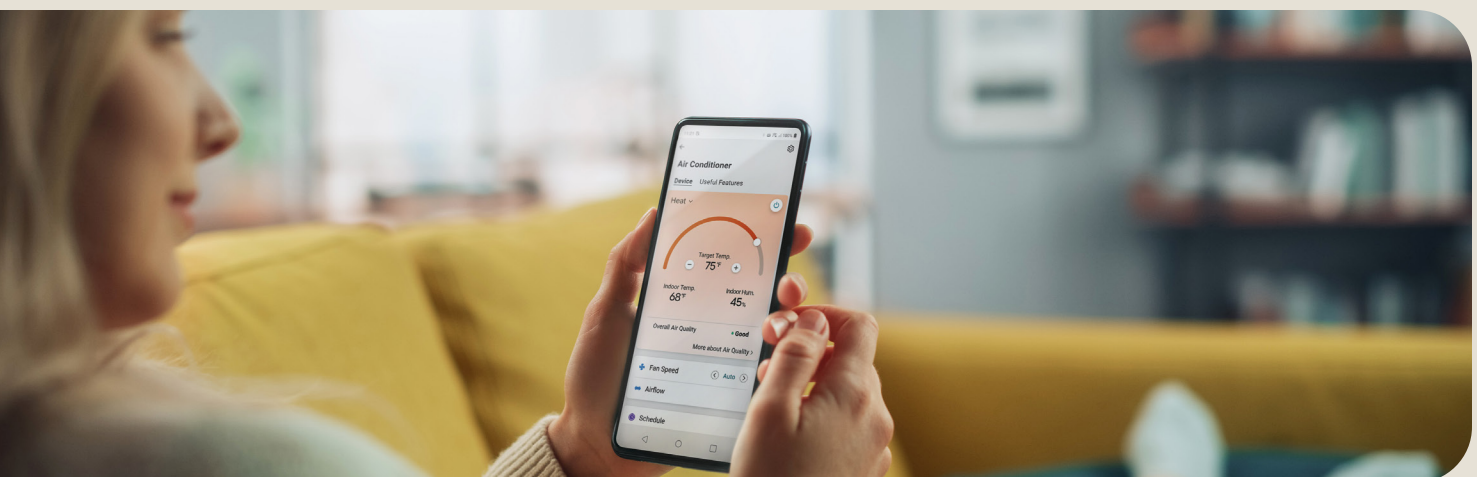 Air Conditioner
Device Useful Features
Heat
Target Temp.
75°F
Indoor Temp. Indoor Hum.
68°F 45%
Overall Air Quality Good
More about Air Quality >
Fan Speed < Auto >
Airflow
Schedule